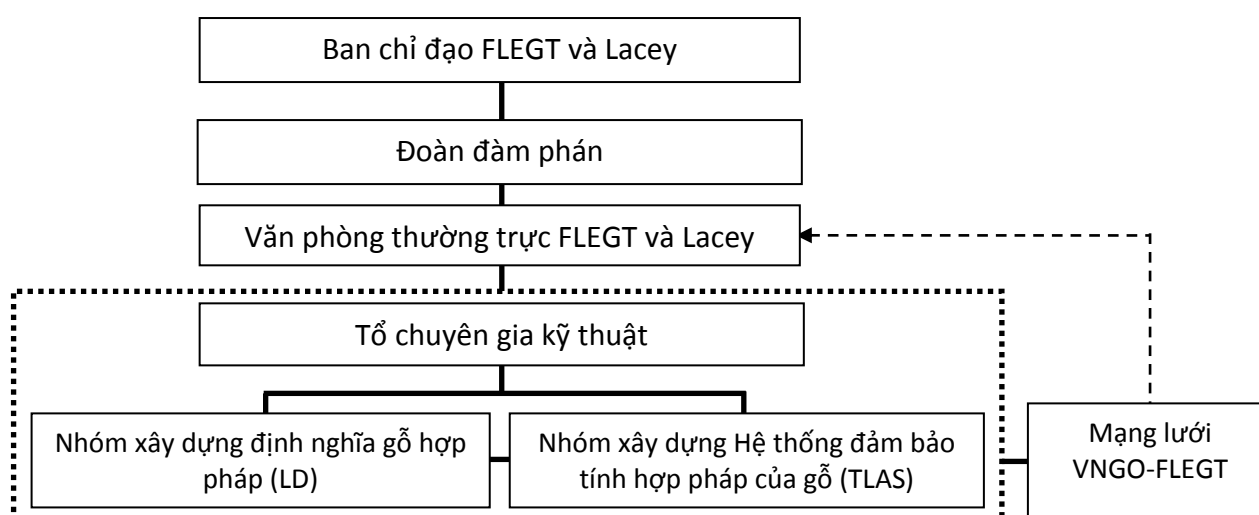 Ban chỉ đạo FLEGT và Lacey
Đoàn đàm phán
Văn phòng thường trực FLEGT và Lacey
Tổ chuyên gia kỹ thuật
Nhóm xây dựng định nghĩa gỗ hợp
pháp (LD)
Nhóm xây dựng Hệ thống đảm bảo
tính hợp pháp của gỗ (TLAS)
Mạng lưới
VNGO-FLEGT